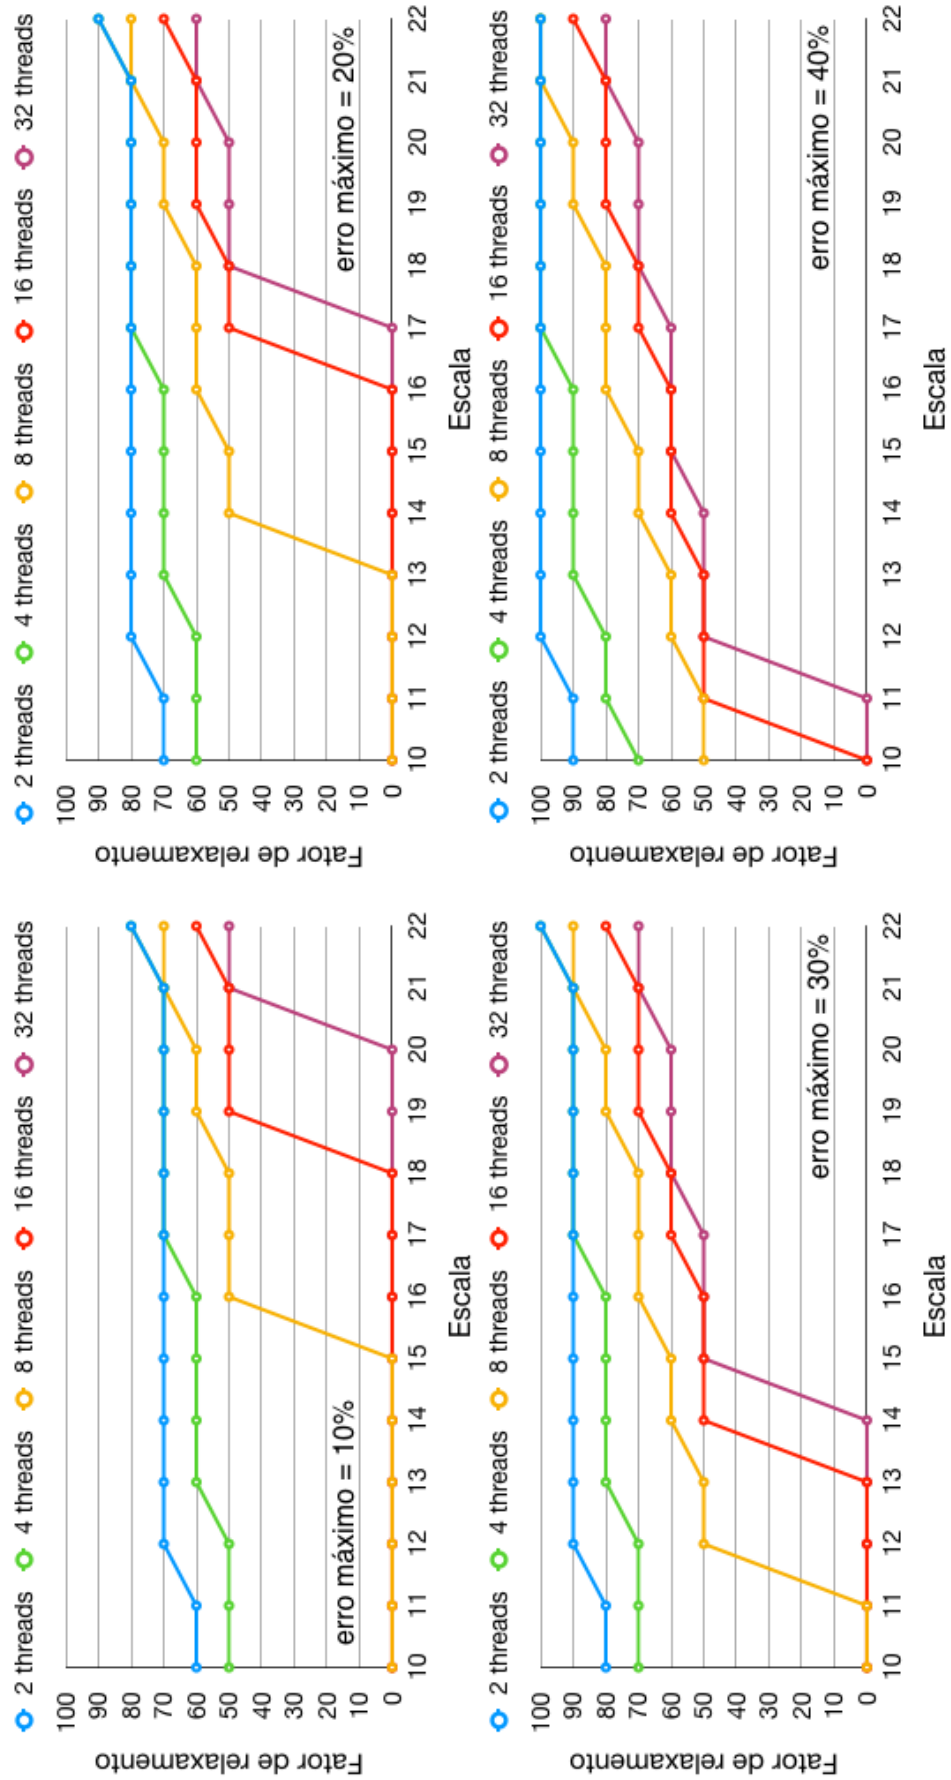 2 threads 4 threads 8 threads 16 threads 32 threads
Fator de relaxamento
100
90
80
70
60
50
40
30
20
10
0
erro máximo = 10%
10 11 12 13 14 15 16 17 18 19 20 21 22
Escala
2 threads 4 threads 8 threads 16 threads 32 threads
Fator de relaxamento
100
90
80
70
60
50
40
30
20
10
0
erro máximo = 20%
10 11 12 13 14 15 16 17 18 19 20 21 22
Escala
2 threads 4 threads 8 threads 16 threads 32 threads
Fator de relaxamento
100
90
80
70
60
50
40
30
20
10
0
erro máximo = 30%
10 11 12 13 14 15 16 17 18 19 20 21 22
Escala
2 threads 4 threads 8 threads 16 threads 32 threads
Fator de relaxamento
100
90
80
70
60
50
40
30
20
10
0
erro máximo = 40%
10 11 12 13 14 15 16 17 18 19 20 21 22
Escala